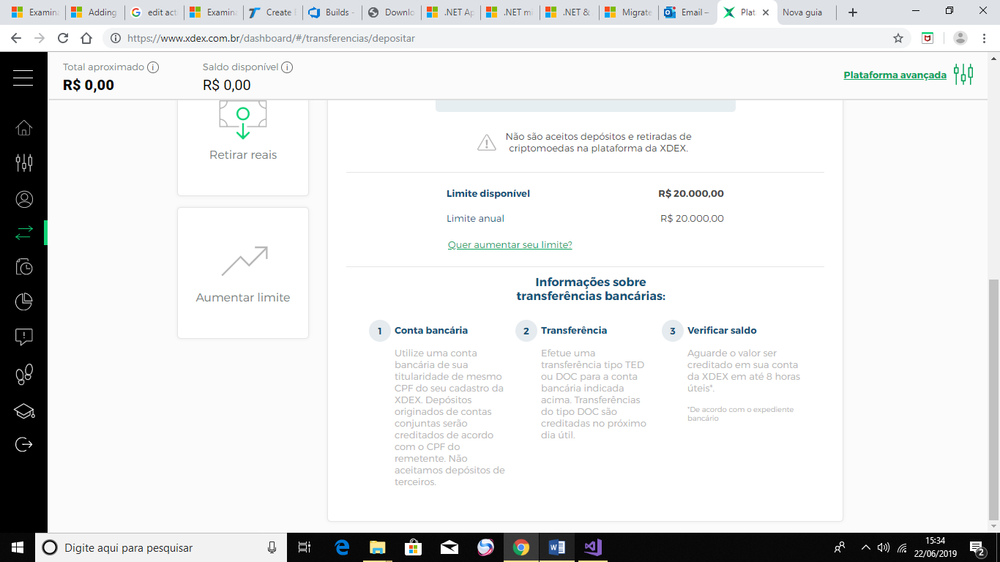 Examina
Adding
edit act
Examina
Create
Builds -
Downlo
.NET Ap
.NET mi
.NET &
Migrate
Email –
Plat
Nova guia
https://www.xdex.com.br/dashboard/#/transferencias/depositar
Total aproximado
R$ 0,00
Saldo disponível
R$ 0,00
Plataforma avançada
Retirar reais
Aumentar limite
Não são aceitos depósitos e retiradas de
criptomoedas na plataforma da XDEX.
Limite disponível R$ 20.000,00
Limite anual R$ 20.000,00
Quer aumentar seu limite?
Informações sobre
transferências bancárias:
1 Conta bancária
Utilize uma conta
bancária de sua
titularidade de mesmo
CPF do seu cadastro da
XDEX. Depósitos
originados de contas
conjuntas serão
creditados de acordo
com o CPF do
remetente. Não
aceitamos depósitos de
terceiros.
2 Transferência
Efetue uma
transferência tipo TED
ou DOC para a conta
bancária indicada
acima. Transferências
do tipo DOC são
creditadas no próximo
dia útil.
3 Verificar saldo
Aguarde o valor ser
creditado em sua conta
da XDEX em até 8 horas
úteis*.
*De acordo com o expediente
bancário
Digite aqui para pesquisar
15:34
22/06/2019
2